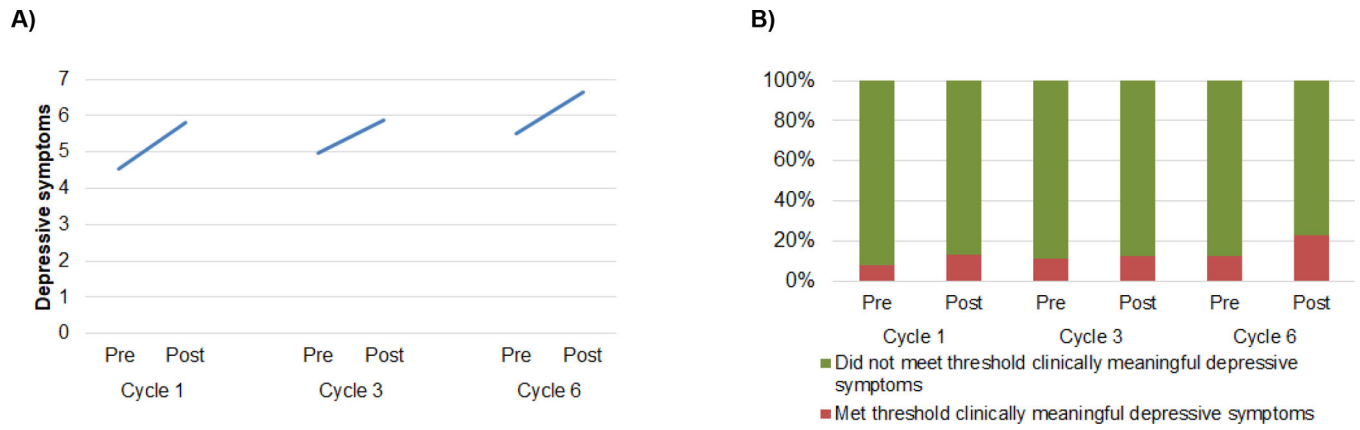 A)
Depressive symptoms
7
6
5
4
3
2
1
0
Pre Post Pre Post Pre Post
Cycle 1 Cycle 3 Cycle 6
B)
100%
80%
60%
40%
20%
0%
Pre Post Pre Post Pre Post
Cycle 1 Cycle 3 Cycle 6
Did not meet threshold clinically meaningful depressive
symptoms
Met threshold clinically meaningful depressive symptoms